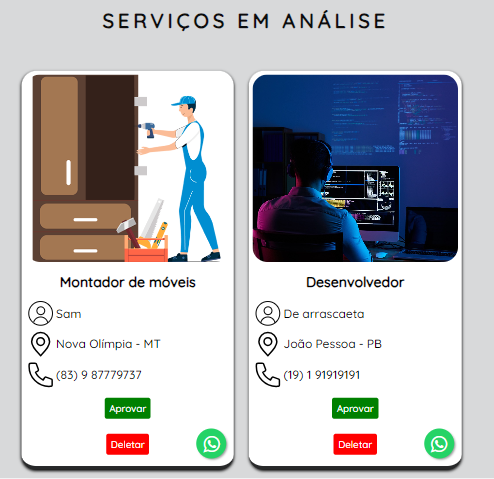 SERVIÇOS EM ANÁLISE
Montador de móveis
Sam
Nova Olímpia - MT
(83) 9 87779737
Aprovar
Deletar
Desenvolvedor
De arrascaeta
João Pessoa - PB
(19) 1 91919191
Aprovar
Deletar